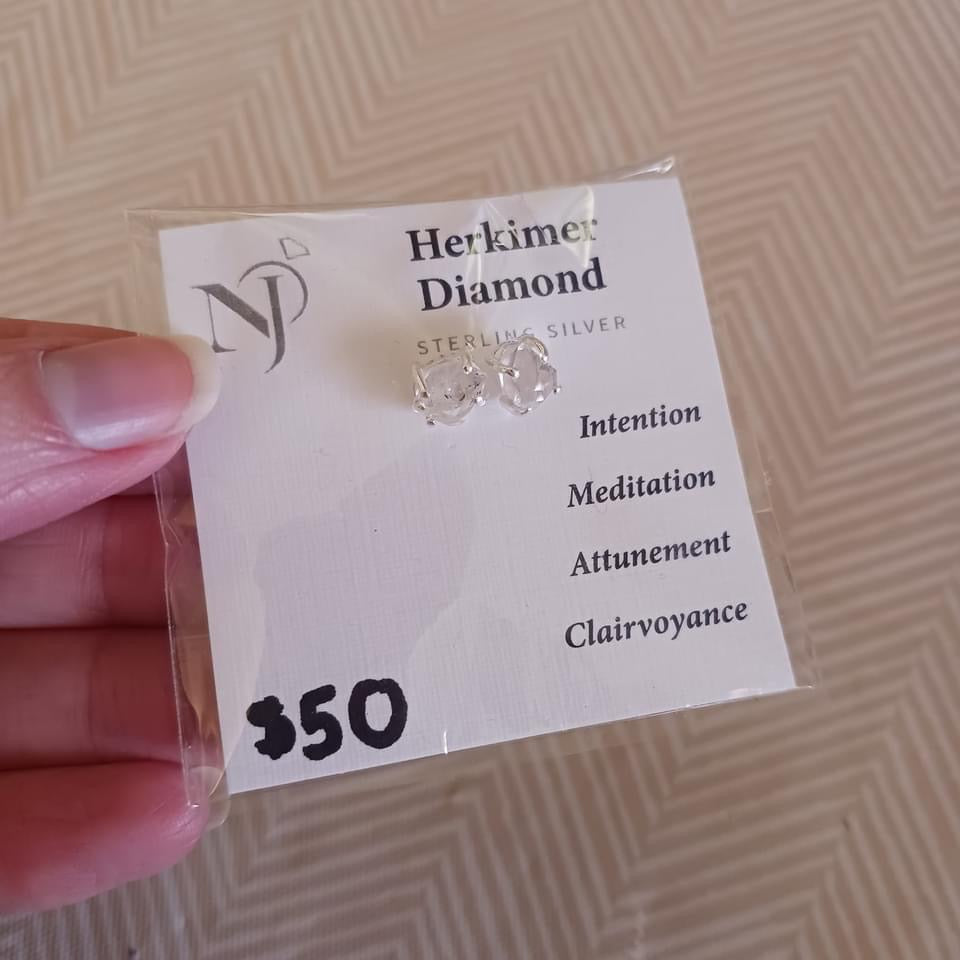 NJ
Herkimer
Diamond
STERLING SILVER
Intention
Meditation
Attunement
Clairvoyance
$50